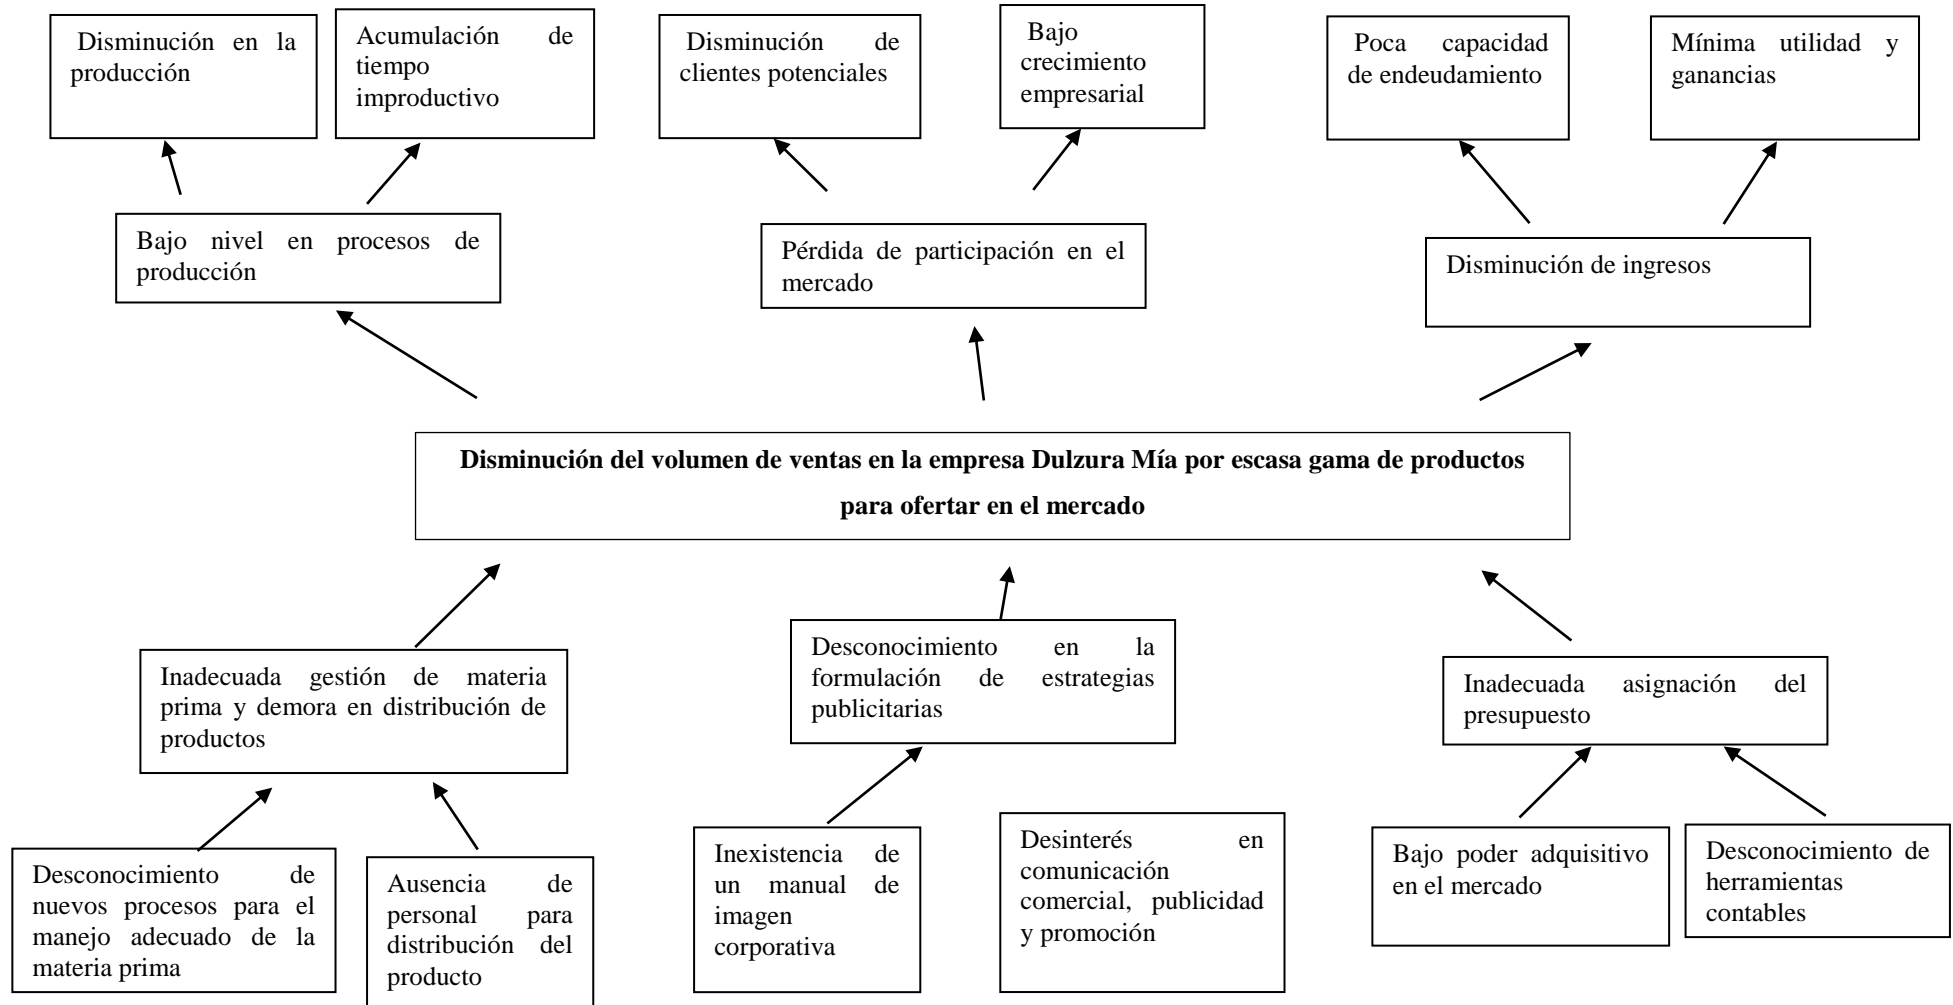 Disminución en la
producción
Acumulación de
tiempo
improductivo
Disminución de
clientes potenciales
Bajo
crecimiento
empresarial
Poca capacidad
de endeudamiento
Mínima utilidad y
ganancias
Bajo nivel en procesos de
producción
Pérdida de participación en el
mercado
Disminución de ingresos
Disminución del volumen de ventas en la empresa Dulzura Mía por escasa gama de productos
para ofertar en el mercado
Inadecuada gestión de materia
prima y demora en distribución de
productos
Desconocimiento en la
formulación de estrategias
publicitarias
Inadecuada asignación del
presupuesto
Desconocimiento de
nuevos procesos para el
manejo adecuado de la
materia prima
Ausencia de
personal para
distribución del
producto
Inexistencia de
un manual de
imagen
corporativa
Desinterés en
comunicación
comercial, publicidad
y promoción
Bajo poder adquisitivo
en el mercado
Desconocimiento de
herramientas
contables